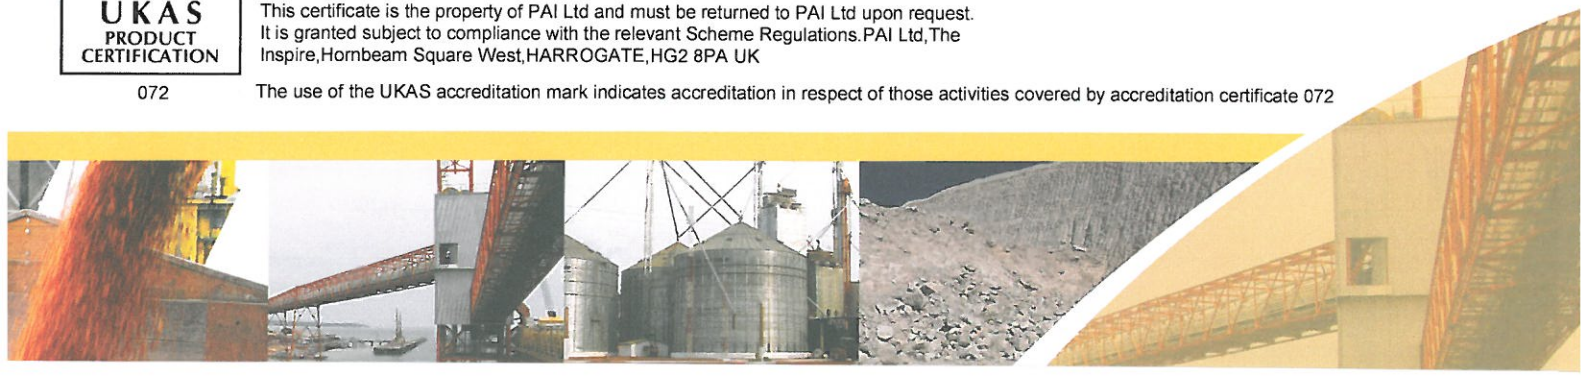 UKAS
PRODUCT
CERTIFICATION
072
This certificate is the property of PAI Ltd and must be returned to PAI Ltd upon request.
It is granted subject to compliance with the relevant Scheme Regulations.PAI Ltd,The
Inspire,Hornbeam Square West,HARROGATE,HG2 8PA UK
The use of the UKAS accreditation mark indicates accreditation in respect of those activities covered by accreditation certificate 072